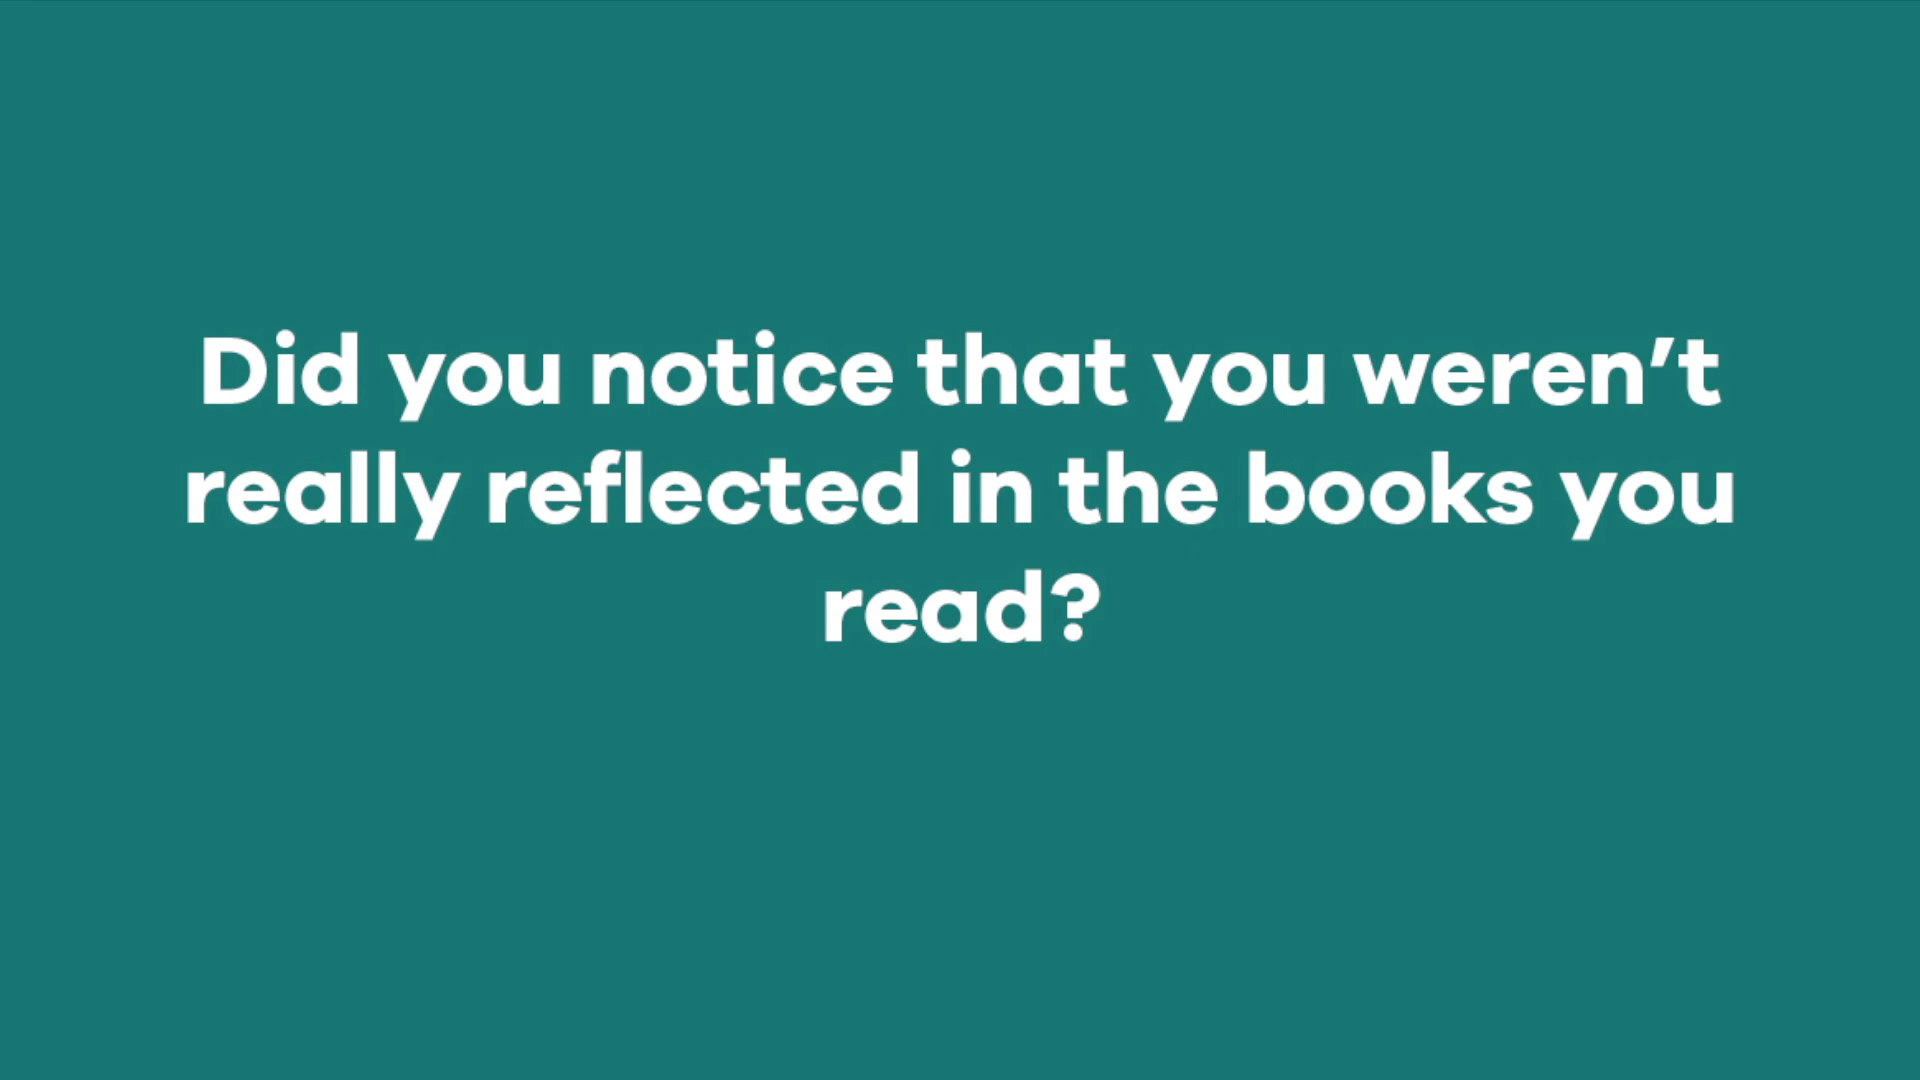 Did you notice that you weren’t
really reflected in the books you
read?